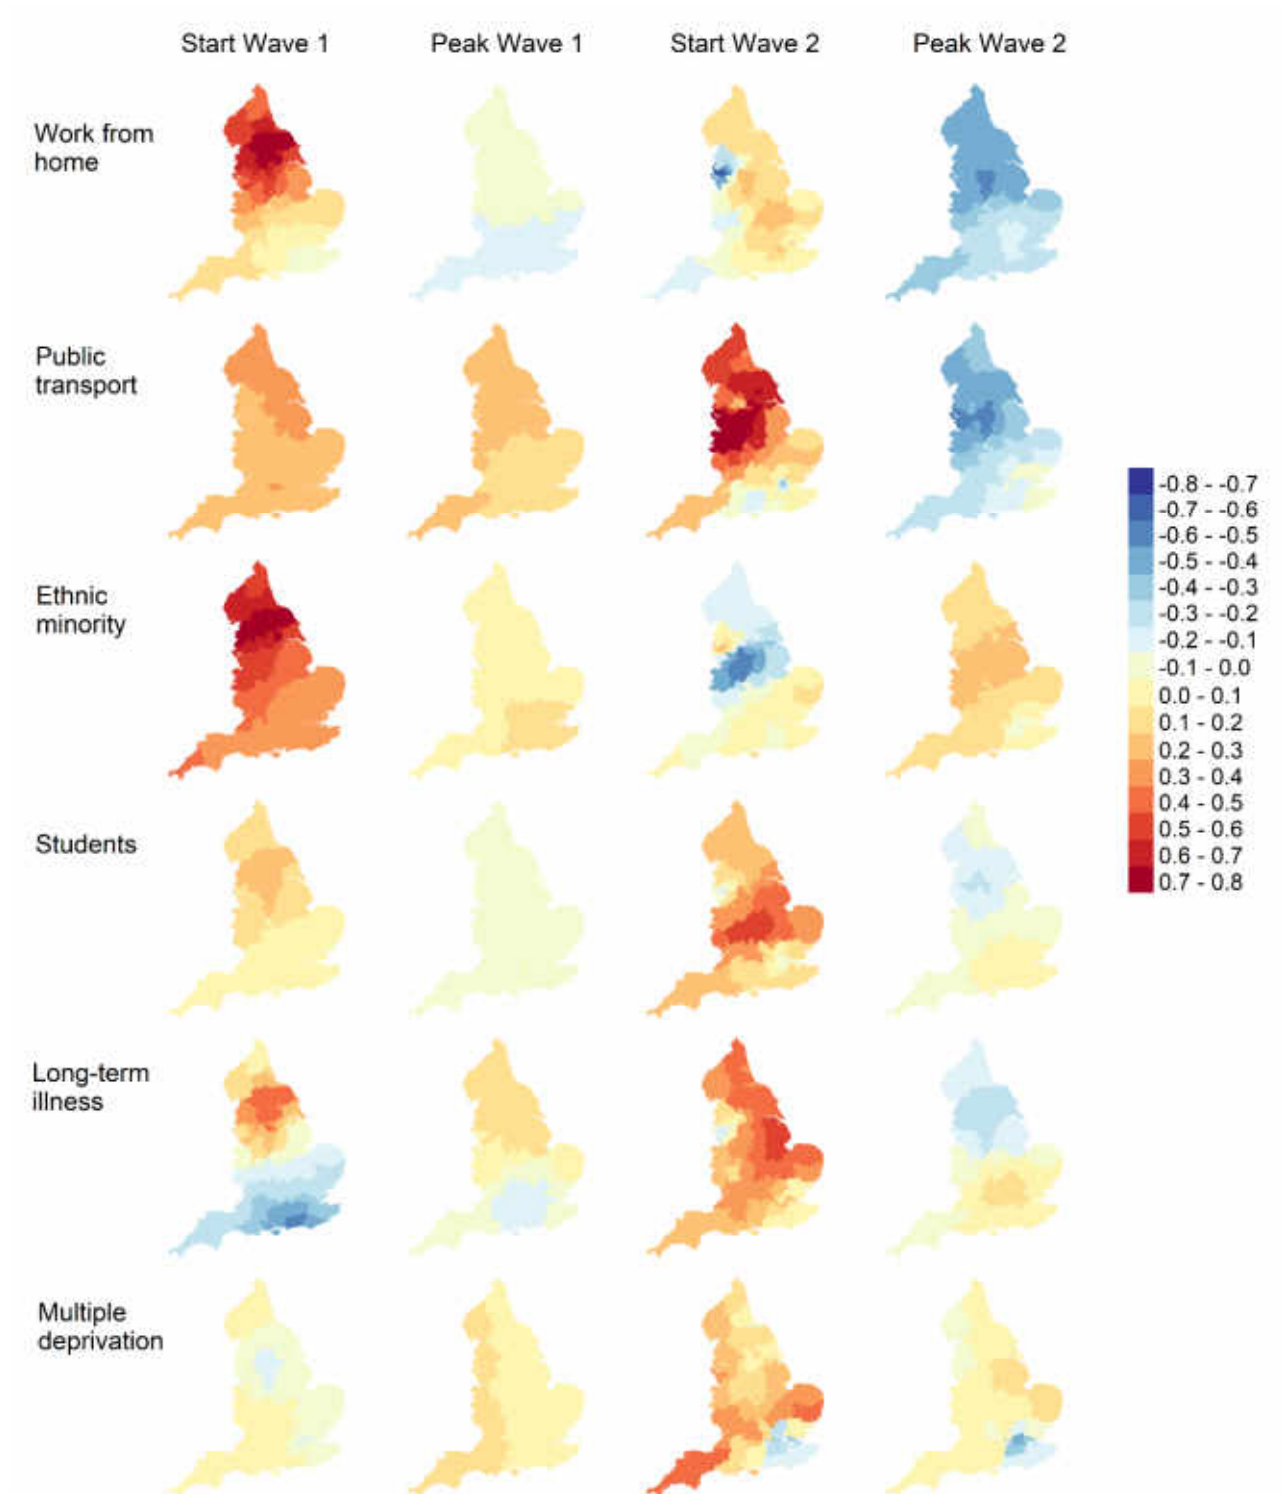 Start Wave 1
Peak Wave 1
Start Wave 2
Peak Wave 2
Work from
home
Public
transport
Ethnic
minority
Students
Long-term
illness
Multiple
deprivation
-0.8 - -0.7
-0.7 - -0.6
-0.6 - -0.5
-0.5 - -0.4
-0.4 - -0.3
-0.3 - -0.2
-0.2 - -0.1
-0.1 - 0.0
0.0 - 0.1
0.1 - 0.2
0.2 - 0.3
0.3 - 0.4
0.4 - 0.5
0.5 - 0.6
0.6 - 0.7
0.7 - 0.8